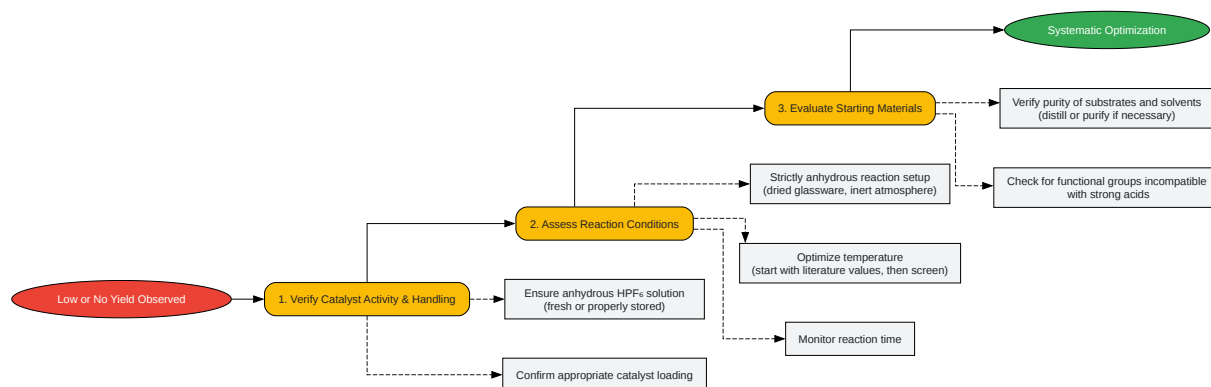 Systematic Optimization
3. Evaluate Starting Materials
Verify purity of substrates and solvents
(distill or purify if necessary)
Check for functional groups incompatible
with strong acids
Strictly anhydrous reaction setup
(dried glassware, inert atmosphere)
2. Assess Reaction Conditions
Optimize temperature
(start with literature values, then screen)
Monitor reaction time
Low or No Yield Observed
1. Verify Catalyst Activity & Handling
Ensure anhydrous HPF₆ solution
(fresh or properly stored)
Confirm appropriate catalyst loading